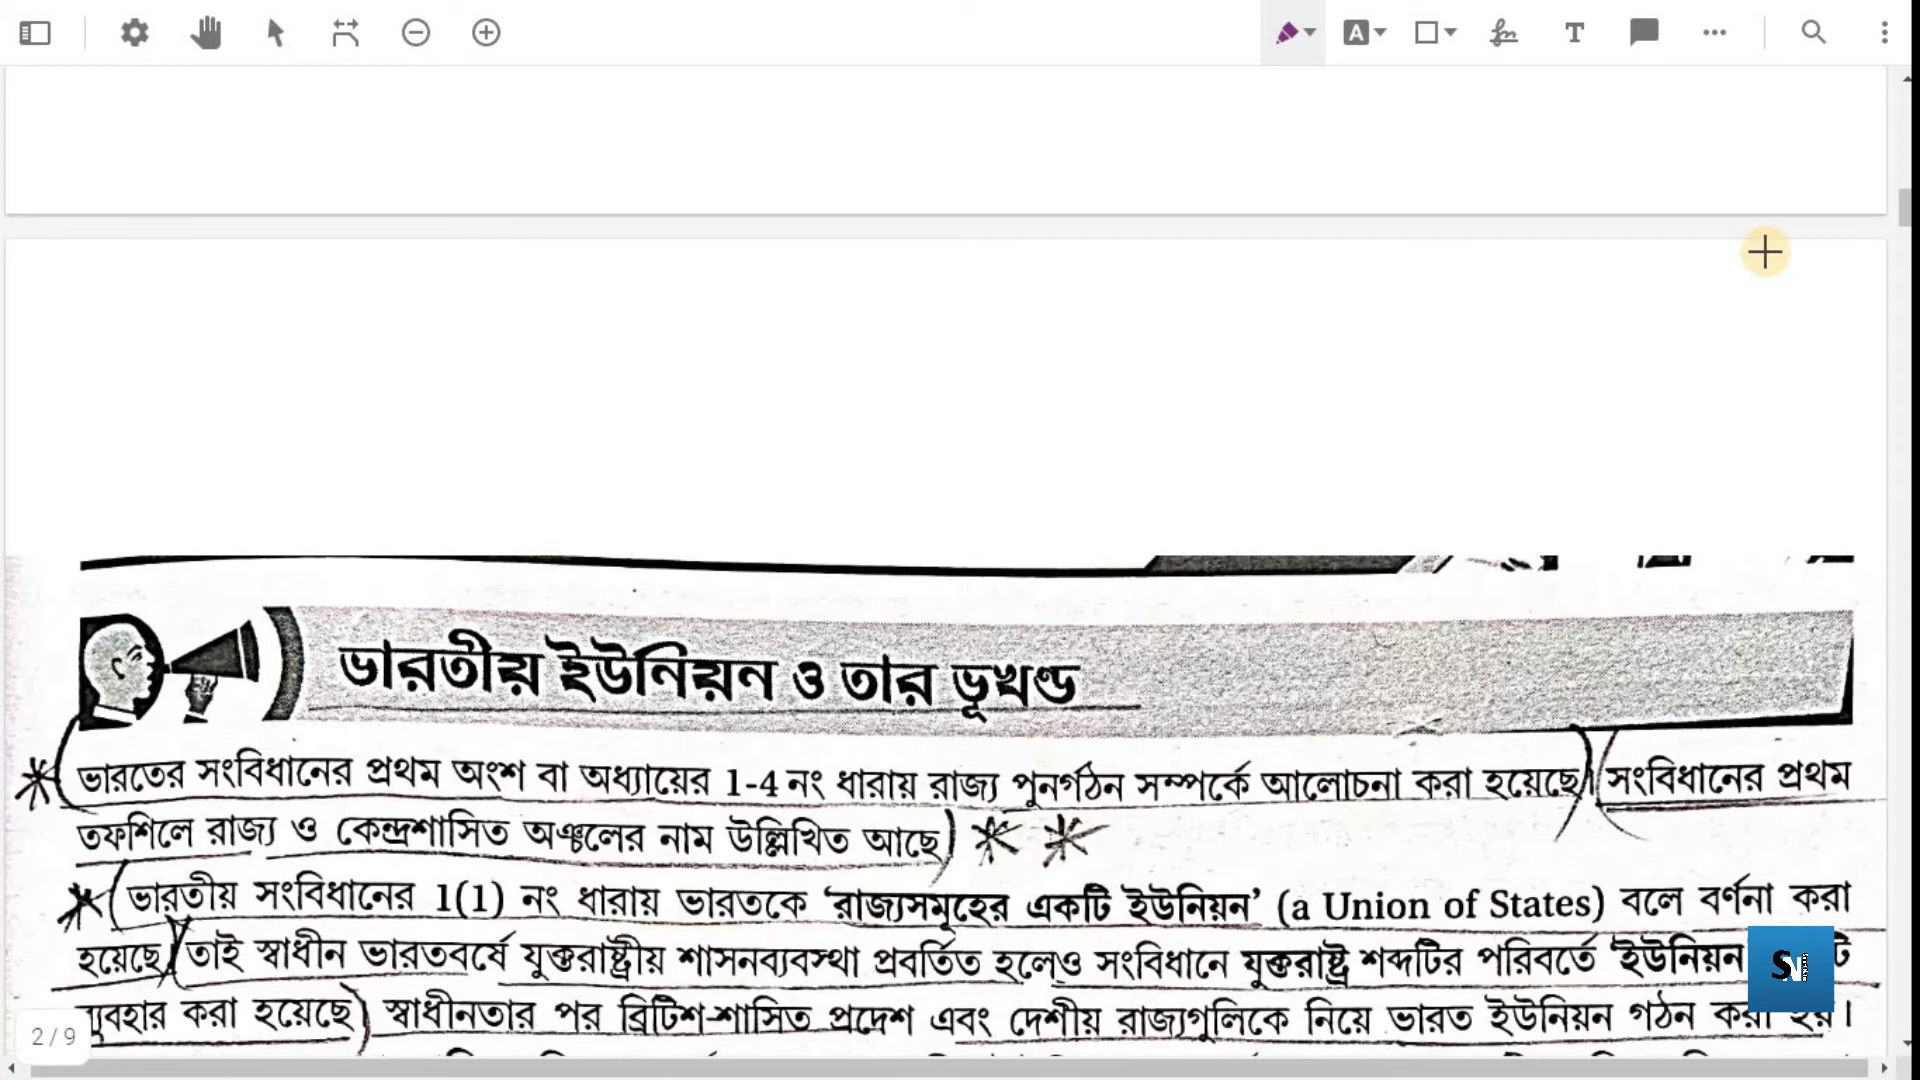 ভারতীয় ইউনিয়ন ও তার ভূখণ্ড
ভারতের সংবিধানের প্রথম অংশ বা অধ্যায়ের 1-4 নং ধারায় রাজ্য পুনর্গঠন সম্পর্কে আলোচনা করা হয়েছে। সংবিধানের প্রথম
তফশিলে রাজ্য ও কেন্দ্রশাসিত অঞ্চলের নাম উল্লিখিত আছে
ভারতীয় সংবিধানের 1(1) নং ধারায় ভারতকে ‘রাজ্যসমূহের একটি ইউনিয়ন’ (a Union of States) বলে বর্ণনা করা
হয়েছে। তাই স্বাধীন ভারতবর্ষে যুক্তরাষ্ট্রীয় শাসনব্যবস্থা প্রবর্তিত হলেও সংবিধানে যুক্তরাষ্ট্র শব্দটির পরিবর্তে ‘ইউনিয়ন
ব্যবহার করা হয়েছে স্বাধীনতার পর ব্রিটিশ-শাসিত প্রদেশ এবং দেশীয় রাজ্যগুলিকে নিয়ে ভারত ইউনিয়ন গঠন করা হয়।
2 / 9